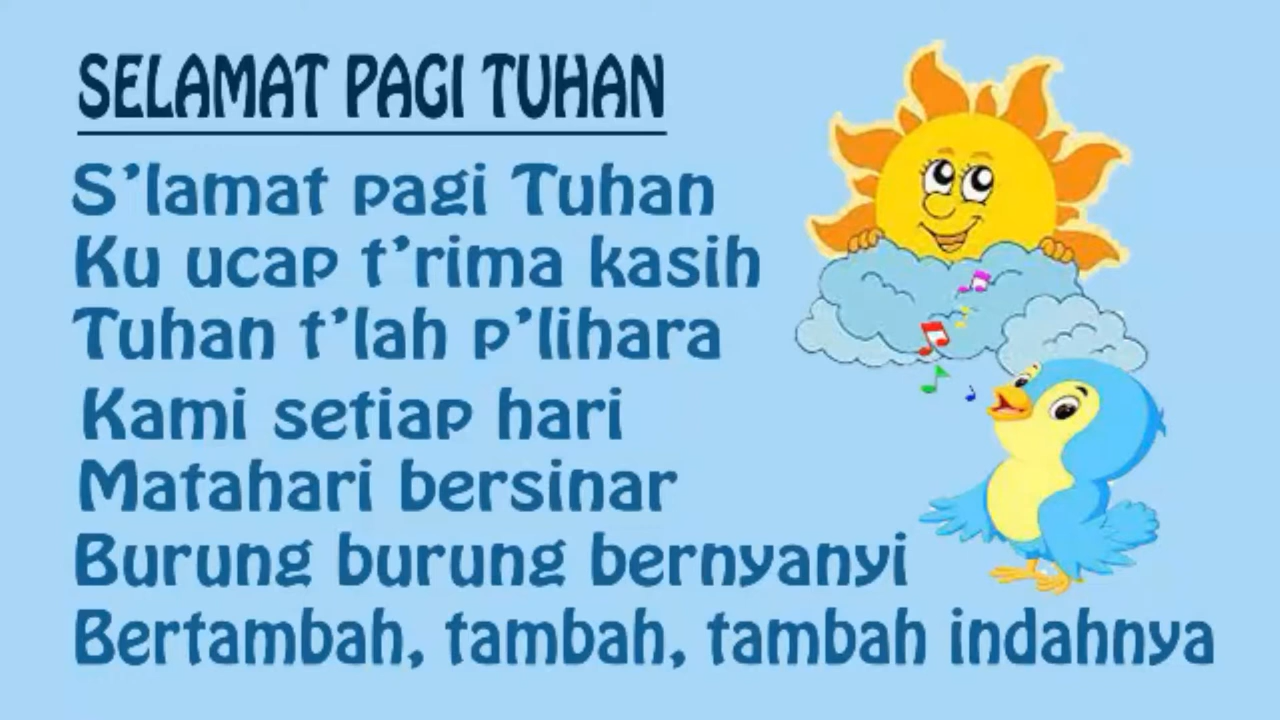 SELAMAT PAGI TUHAN
S'lamat pagi Tuhan
Ku ucap t'rima kasih
Tuhan t'lah p'lihara
Kami setiap hari
Matahari bersinar
Burung burung bernyanyi
Bertambah, tambah, tambah indahnya